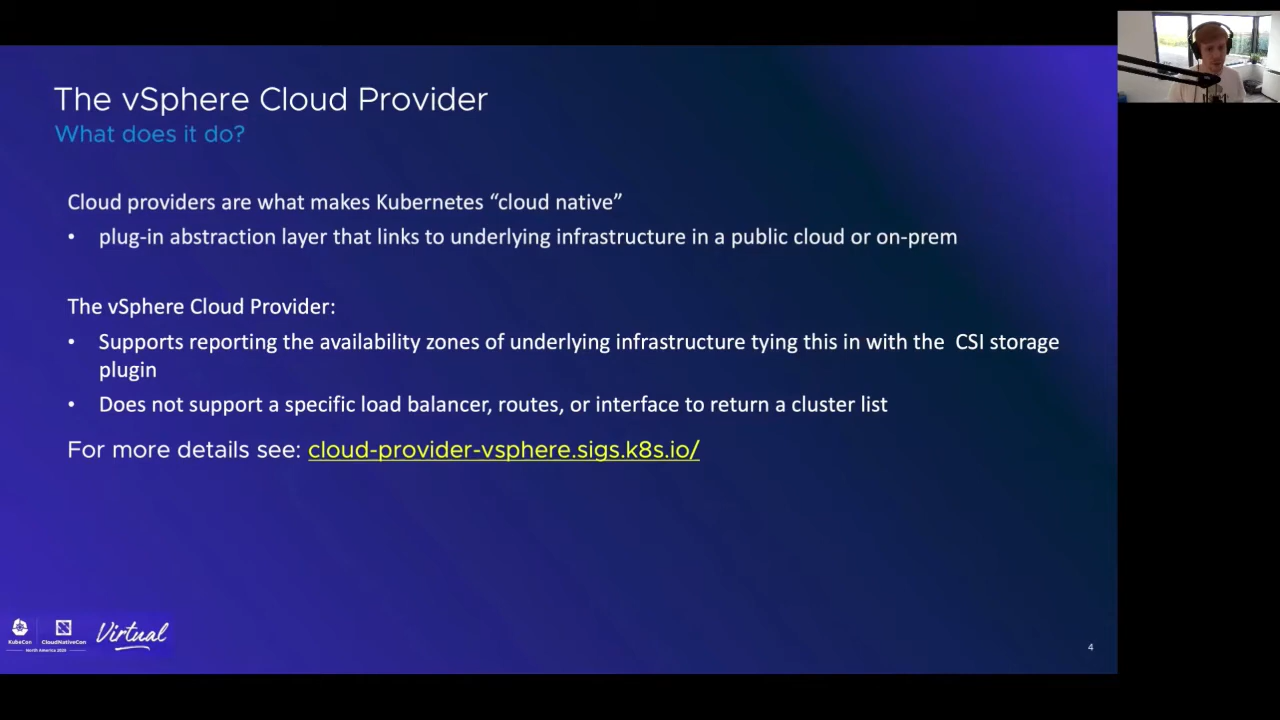 The vSphere Cloud Provider
What does it do?
Cloud providers are what makes Kubernetes “cloud native”
• plug-in abstraction layer that links to underlying infrastructure in a public cloud or on-prem
The vSphere Cloud Provider:
• Supports reporting the availability zones of underlying infrastructure tying this in with the CSI storage
plugin
• Does not support a specific load balancer, routes, or interface to return a cluster list
For more details see: cloud-provider-vsphere.sigs.k8s.io/
KubeCon CloudNativeCon
North America 2020
Virtual
4